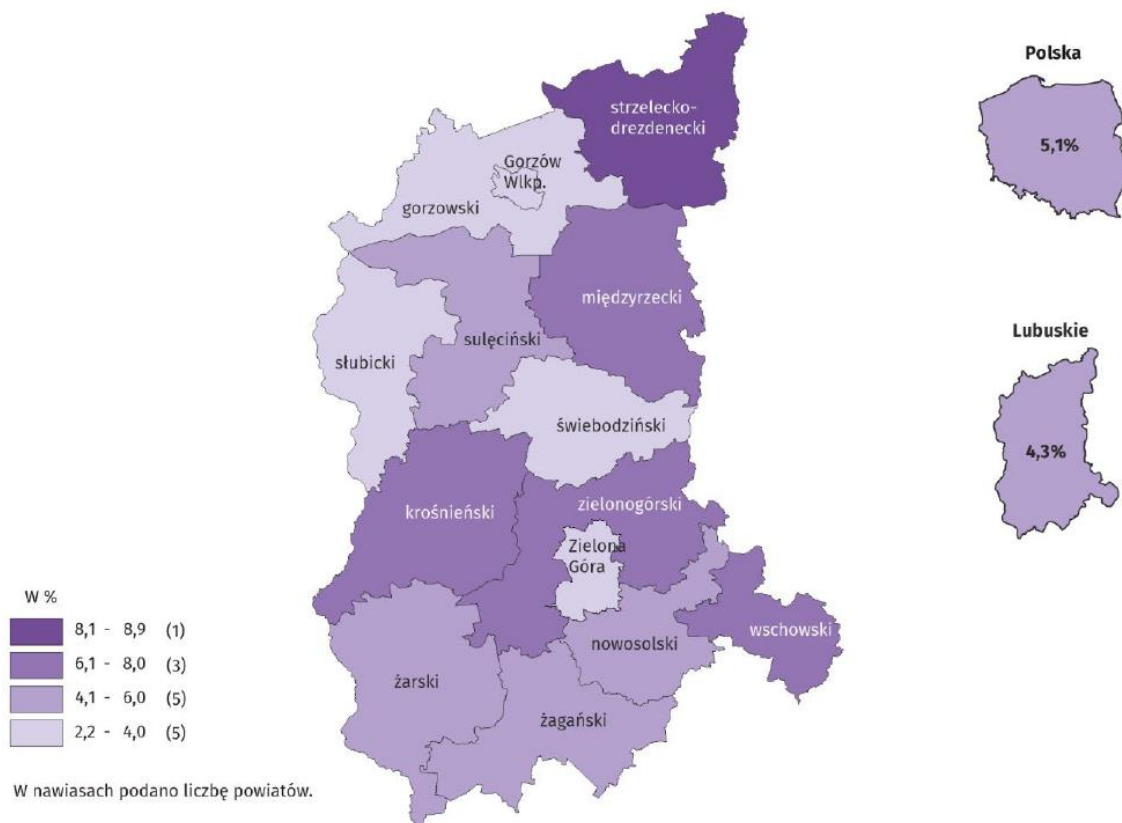 strzelecko-
drezdenecki
Gorzów
Wlkp.
gorzowski
międzyrzecki
sulęciński
słubicki
świebodziński
krośnieński
zielonogórski
Zielona
Góra
wschowski
nowosolski
żarski
żagański
Polska
5,1%
Lubuskie
4,3%
W %
8,1 - 8,9 (1)
6,1 - 8,0 (3)
4,1 - 6,0 (5)
2,2 - 4,0 (5)
W nawiasach podano liczbę powiatów.